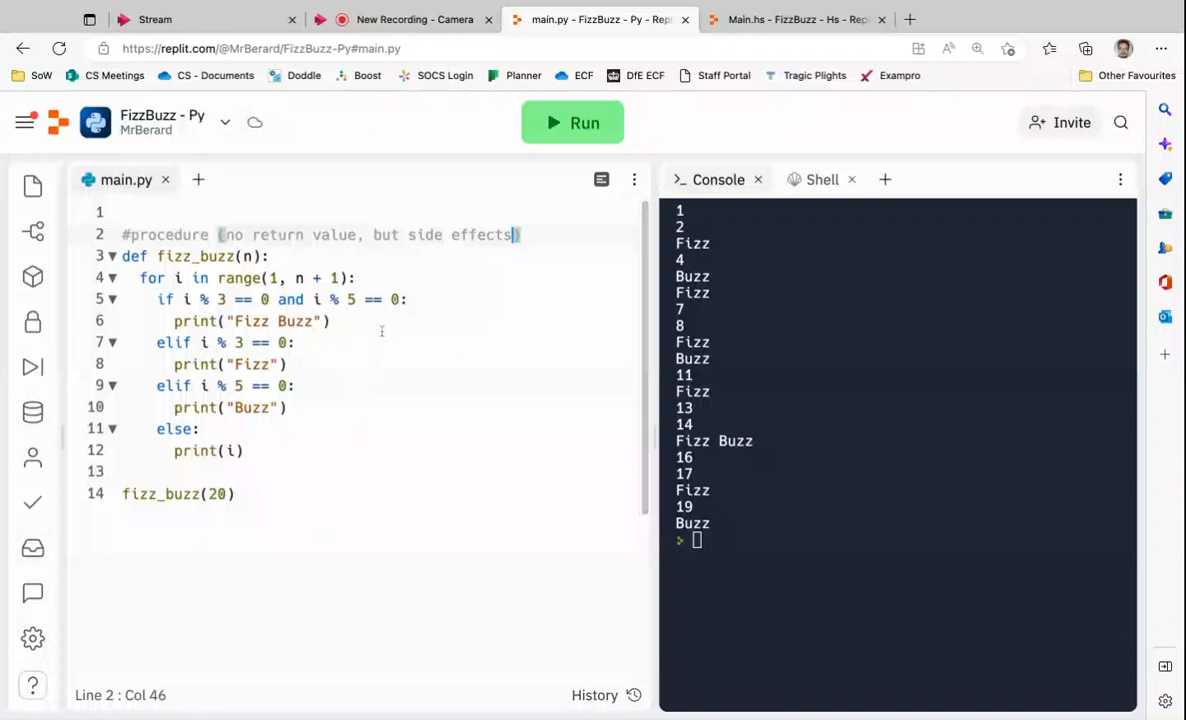 Stream
New Recording - Camera
main.py - FizzBuzz - Py - Repl
Main.hs - FizzBuzz - Hs - Repl
https://replit.com/@MrBerard/FizzBuzz-Py#main.py
SoW
CS Meetings
CS - Documents
Doddle
Boost
SOCS Login
Planner
ECF
DfE ECF
Staff Portal
Tragic Plights
Exampro
Other Favourites
FizzBuzz - Py
MrBerard
Run
Invite
main.py
Console
Shell
1
2 #procedure (no return value, but side effects)
3 def fizz_buzz(n):
4 for i in range(1, n + 1):
5 if i % 3 == 0 and i % 5 == 0:
6 print("Fizz Buzz")
7 elif i % 3 == 0:
8 print("Fizz")
9 elif i % 5 == 0:
10 print("Buzz")
11 else:
12 print(i)
13
14 fizz_buzz(20)
1
2
Fizz
4
Buzz
Fizz
7
8
Fizz
Buzz
11
Fizz
13
14
Fizz Buzz
16
17
Fizz
19
Buzz
Line 2 : Col 46
History